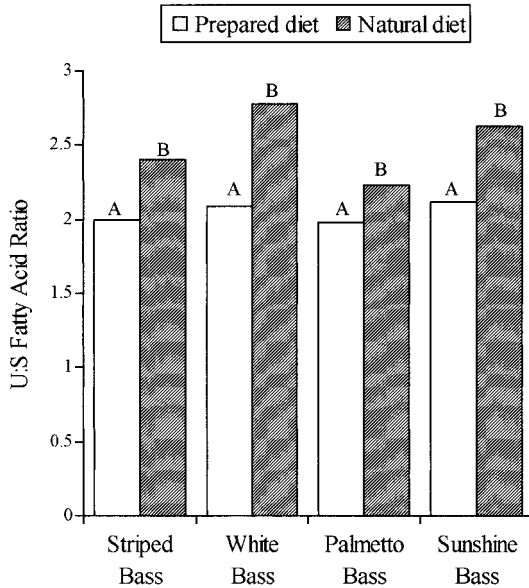 Prepared diet Natural diet
3
2.5
2
1.5
1
0.5
0
U:S Fatty Acid Ratio
A B
A B
A B
A B
Striped White Palmetto Sunshine
Bass Bass Bass Bass